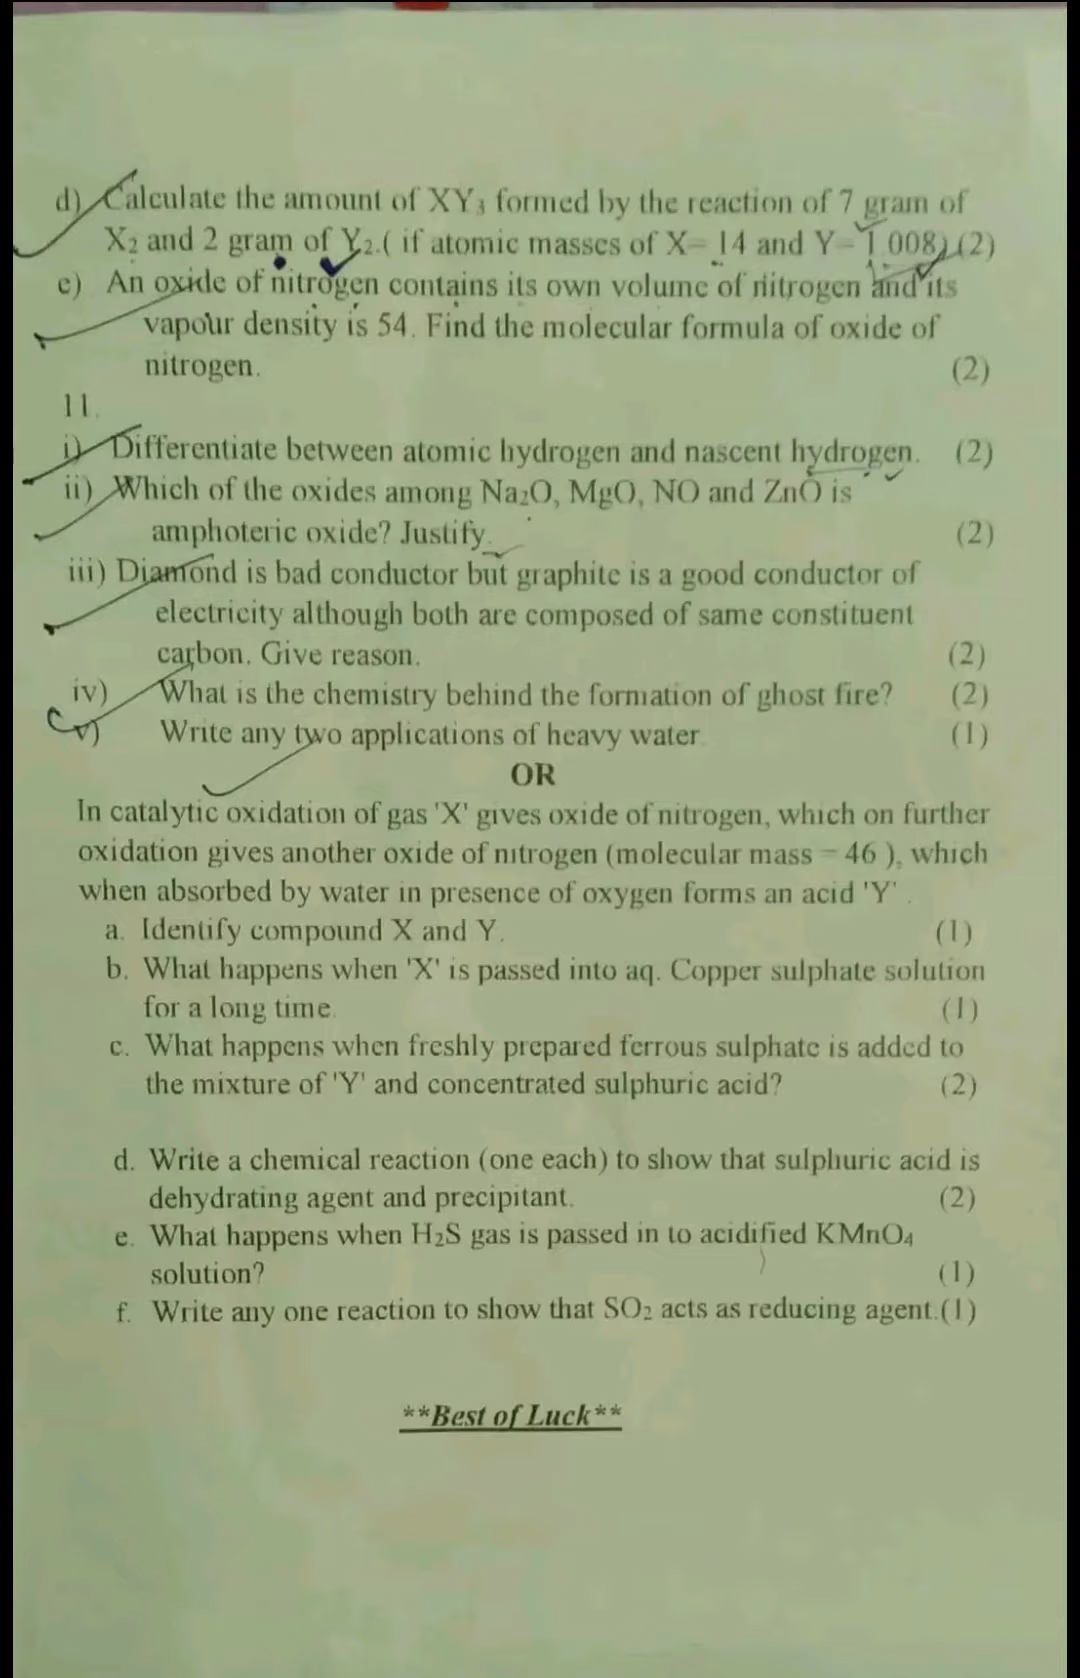 d) Calculate the amount of XY₃ formed by the reaction of 7 gram of
X₂ and 2 gram of Y₂.( if atomic masses of X= 14 and Y= 1.008) (2)
e) An oxide of nitrogen contains its own volume of nitrogen and its
vapour density is 54. Find the molecular formula of oxide of
nitrogen. (2)
11.
i) Differentiate between atomic hydrogen and nascent hydrogen. (2)
ii) Which of the oxides among Na₂O, MgO, NO and ZnO is
amphoteric oxide? Justify. (2)
iii) Diamond is bad conductor but graphite is a good conductor of
electricity although both are composed of same constituent
carbon. Give reason. (2)
iv) What is the chemistry behind the formation of ghost fire? (2)
v) Write any two applications of heavy water. (1)
OR
In catalytic oxidation of gas 'X' gives oxide of nitrogen, which on further
oxidation gives another oxide of nitrogen (molecular mass = 46 ), which
when absorbed by water in presence of oxygen forms an acid 'Y' .
a. Identify compound X and Y. (1)
b. What happens when 'X' is passed into aq. Copper sulphate solution
for a long time. (1)
c. What happens when freshly prepared ferrous sulphate is added to
the mixture of 'Y' and concentrated sulphuric acid? (2)
d. Write a chemical reaction (one each) to show that sulphuric acid is
dehydrating agent and precipitant. (2)
e. What happens when H₂S gas is passed in to acidified KMnO₄
solution? (1)
f. Write any one reaction to show that SO₂ acts as reducing agent.(1)
**Best of Luck**